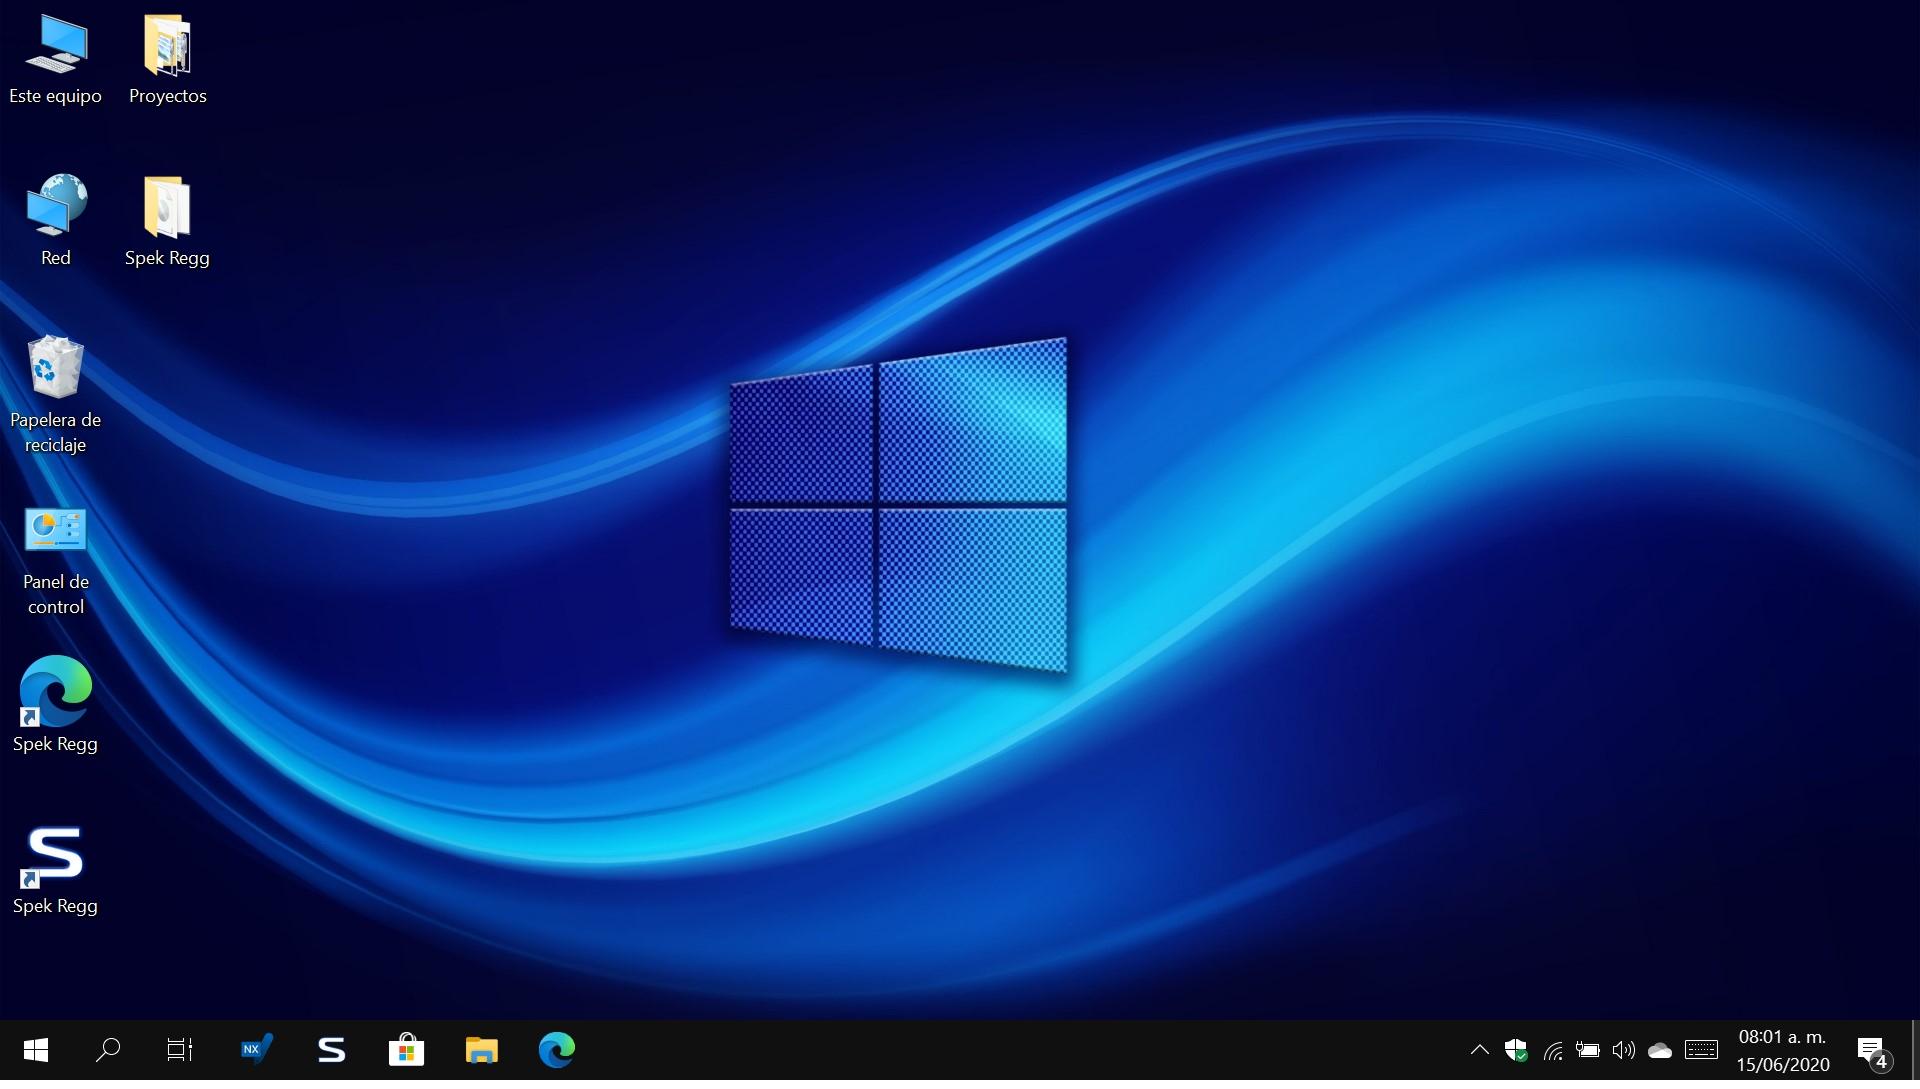 Este equipo
Proyectos
Red
Spek Regg
Papelera de
reciclaje
Panel de
control
Spek Regg
Spek Regg
NX
S
08:01 a. m.
15/06/2020
4